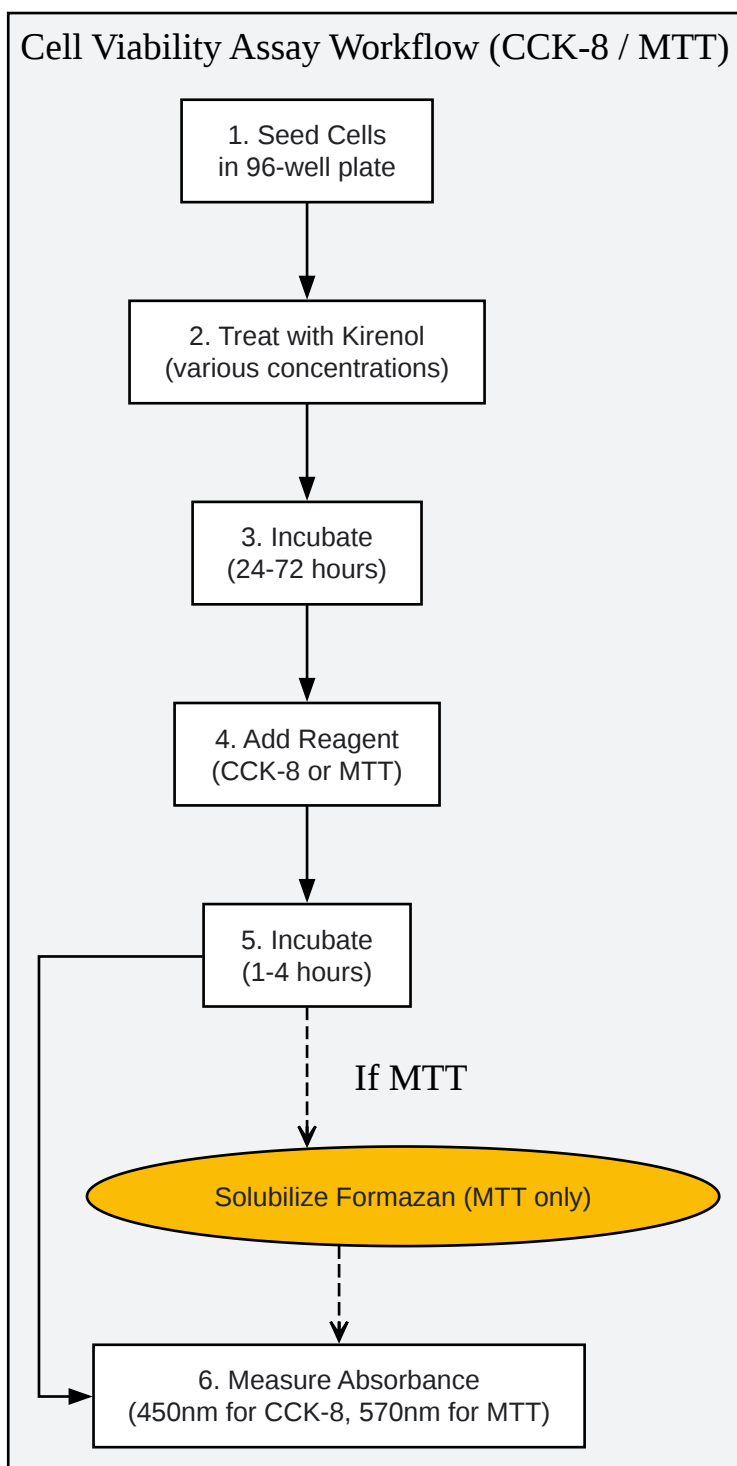 Cell Viability Assay Workflow (CCK-8 / MTT)
1. Seed Cells
in 96-well plate
2. Treat with Kirenol
(various concentrations)
3. Incubate
(24-72 hours)
4. Add Reagent
(CCK-8 or MTT)
5. Incubate
(1-4 hours)
If MTT
Solubilize Formazan (MTT only)
6. Measure Absorbance
(450nm for CCK-8, 570nm for MTT)